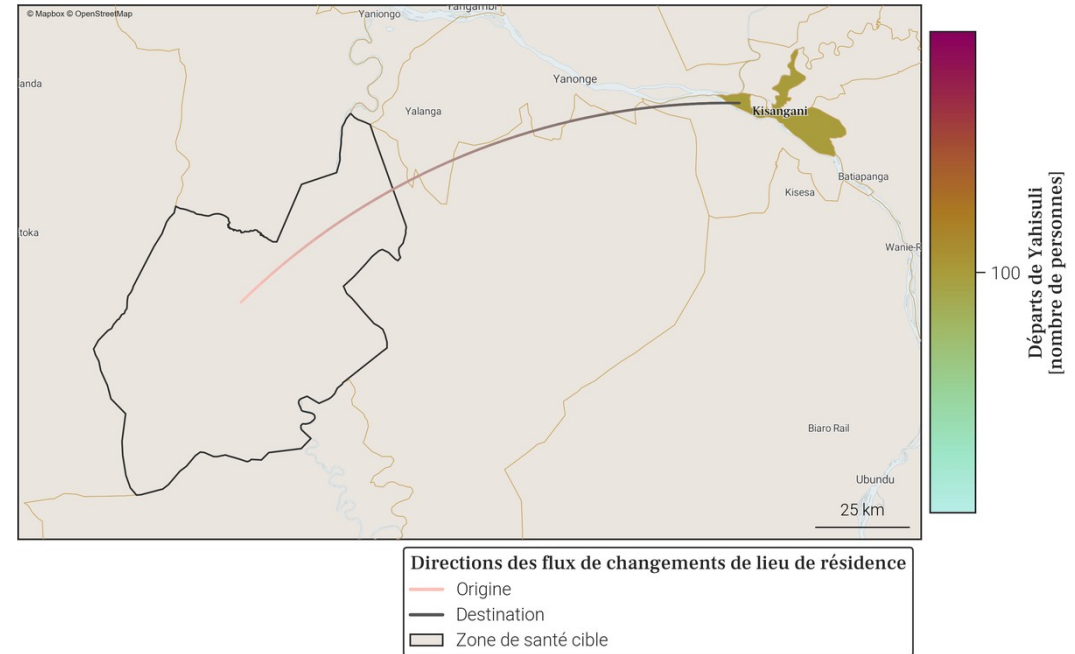 © Mapbox © OpenStreetMap
Yaniongo
Yangambi
Yanonge
anda
Yalanga
Kisangani
Batiapanga
Kisesa
toka
Wanie-R
Biaro Rail
Ubundu
25 km
100
Départs de Yahisuli
[nombre de personnes]
Directions des flux de changements de lieu de résidence
Origine
Destination
Zone de santé cible